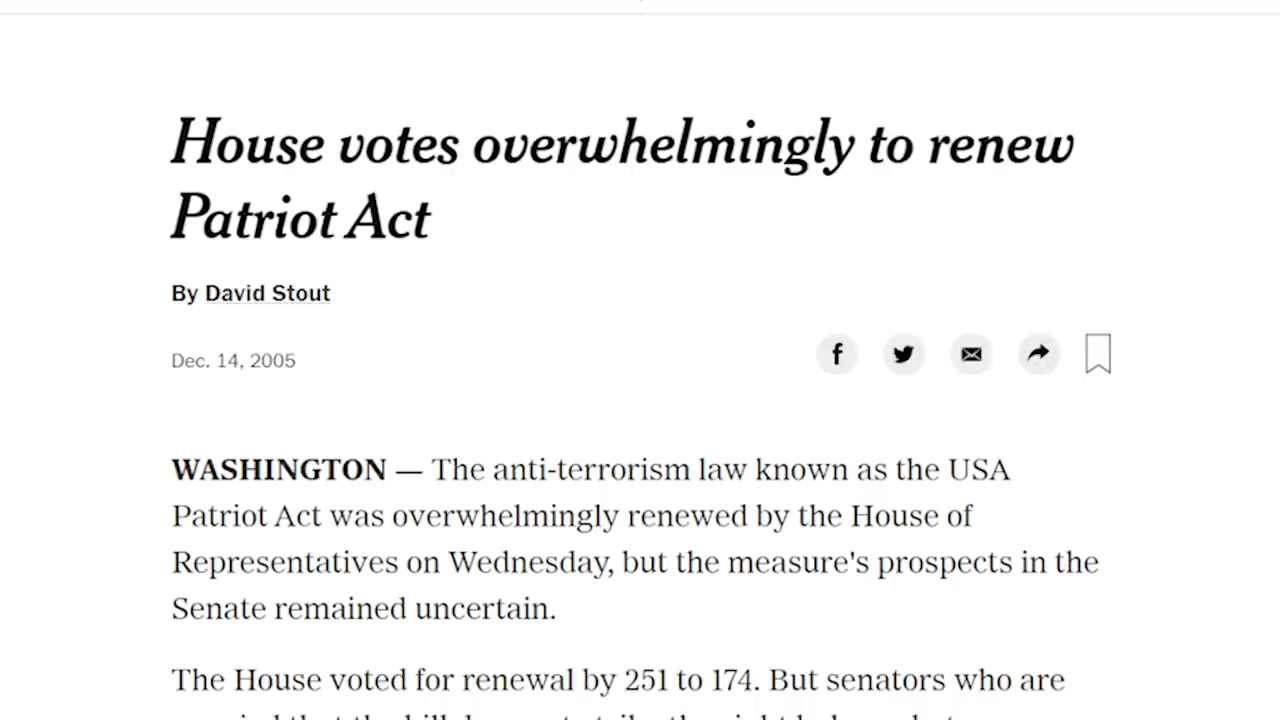 House votes overwhelmingly to renew
Patriot Act
By David Stout
Dec. 14, 2005
WASHINGTON — The anti-terrorism law known as the USA
Patriot Act was overwhelmingly renewed by the House of
Representatives on Wednesday, but the measure's prospects in the
Senate remained uncertain.
The House voted for renewal by 251 to 174. But senators who are